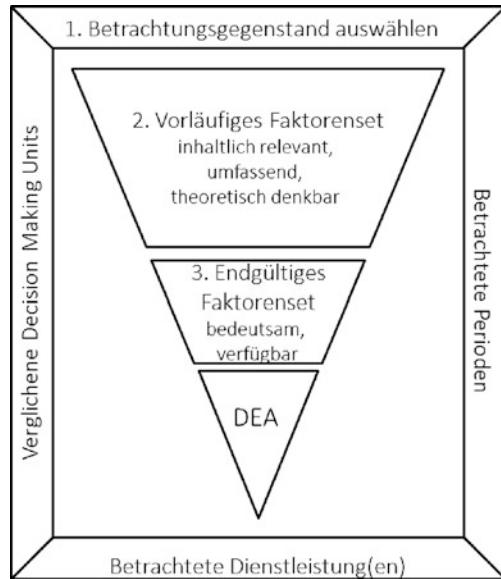 1. Betrachtungsgegenstand auswählen
2. Vorläufiges Faktorenset
inhaltlich relevant,
umfassend,
theoretisch denkbar
3. Endgültiges
Faktorenset
bedeutsam,
verfügbar
DEA
Verglichene Decision Making Units
Betrachtete Perioden
Betrachtete Dienstleistung(en)